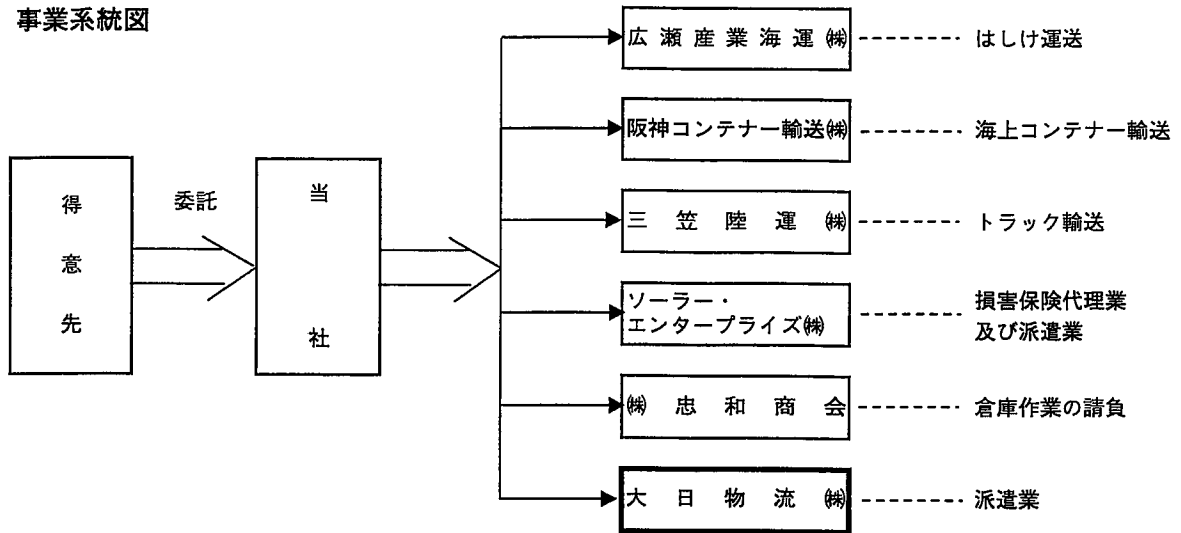 事業系統図
得意先
委託
当社
広瀬産業海運㈱
はしけ運送
阪神コンテナー輸送㈱
海上コンテナー輸送
三笠陸運㈱
トラック輸送
ソーラー・
エンタープライズ㈱
損害保険代理業
及び派遣業
㈱忠和商会
倉庫作業の請負
大日物流㈱
派遣業